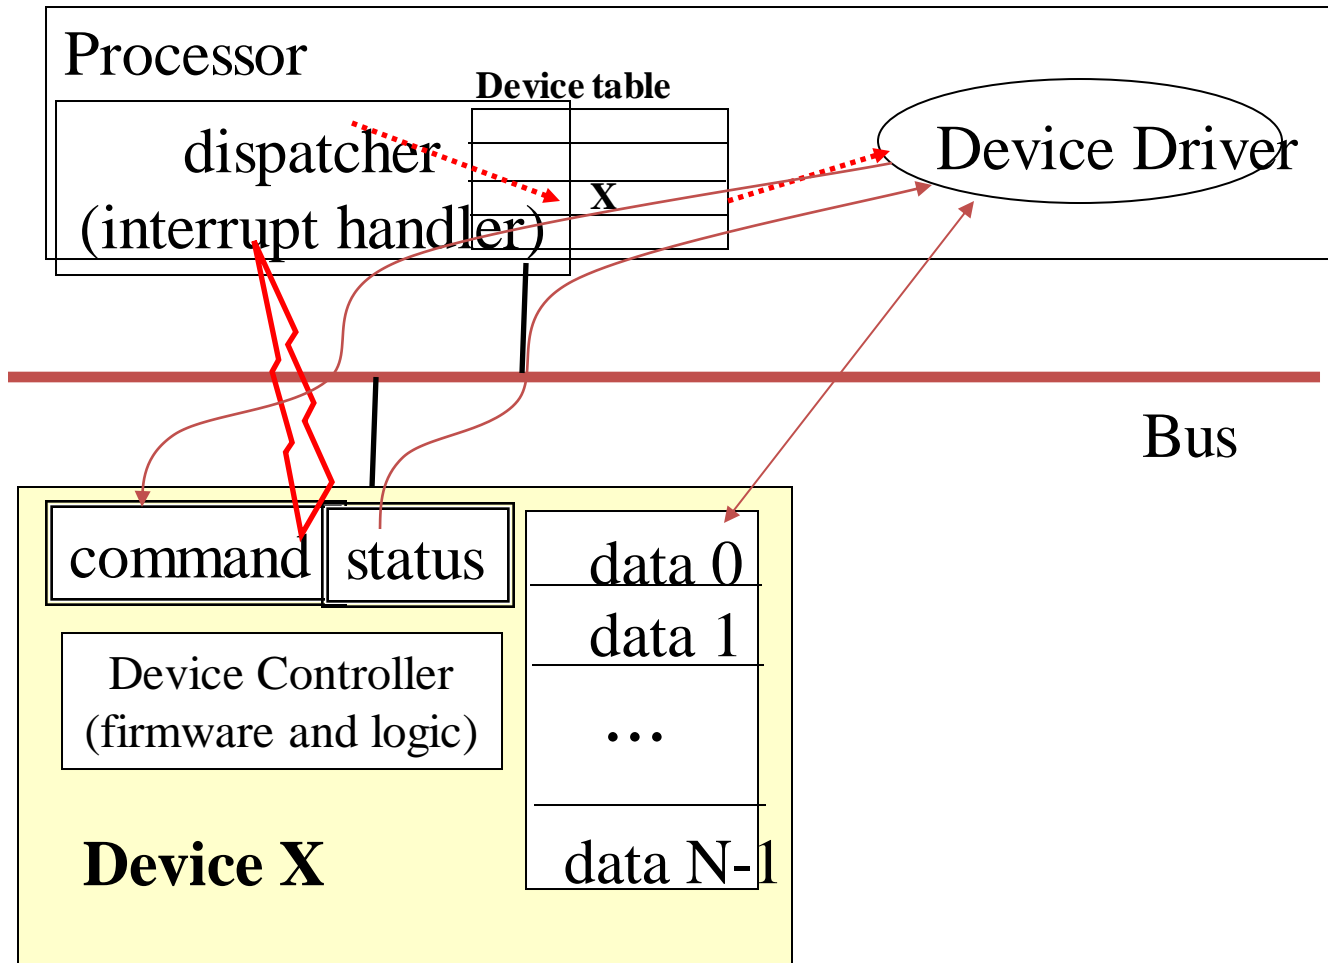 Processor
Device table
dispatcher
(interrupt handler)
X
Device Driver
Bus
command
status
data 0
data 1
...
data N-1
Device Controller
(firmware and logic)
Device X